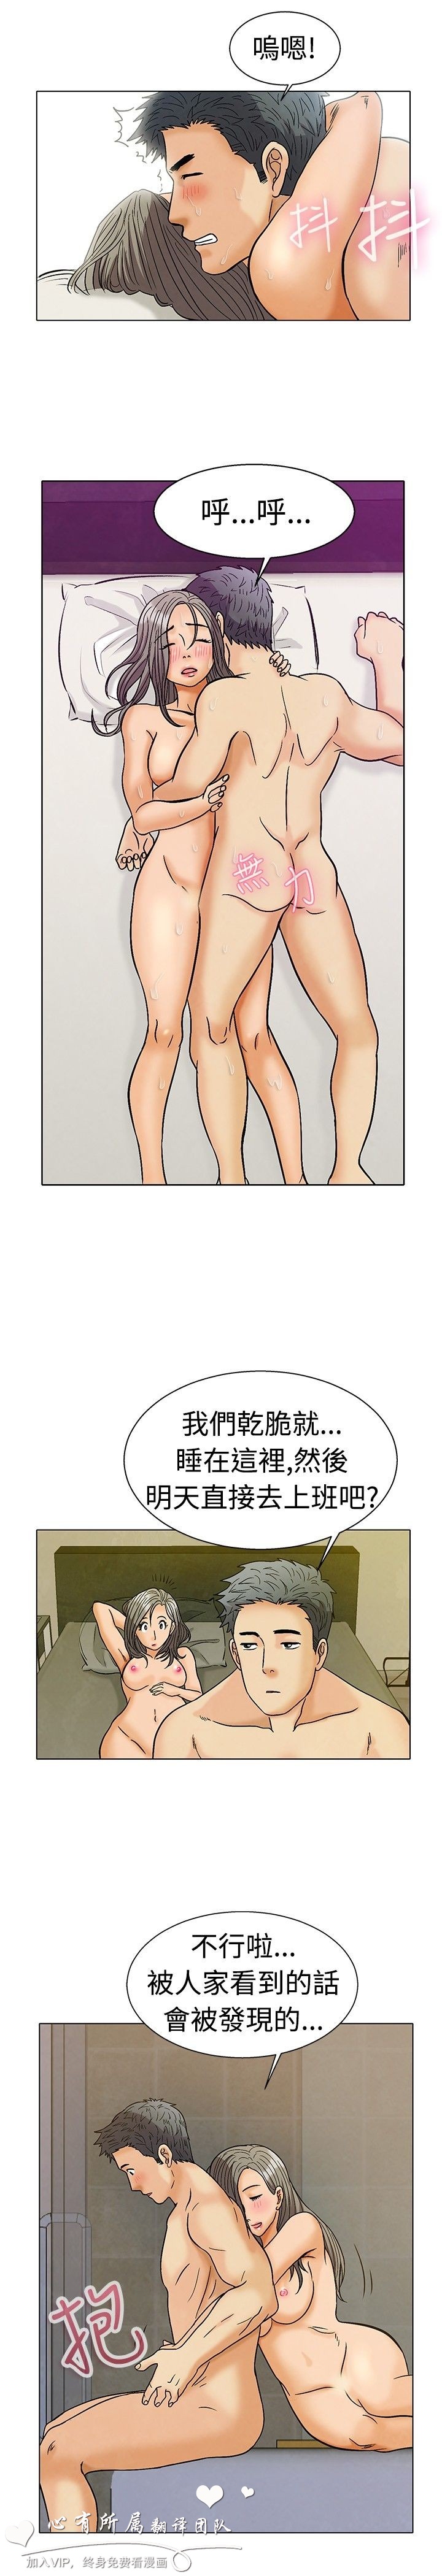 嗚嗯!
抖 抖
呼...呼...
無力
我們乾脆就...
睡在這裡,然後
明天直接去上班吧?
不行啦...
被人家看到的話
會被發現的...
抱
心有所属翻译团队
加入VIP，终身免费看漫画